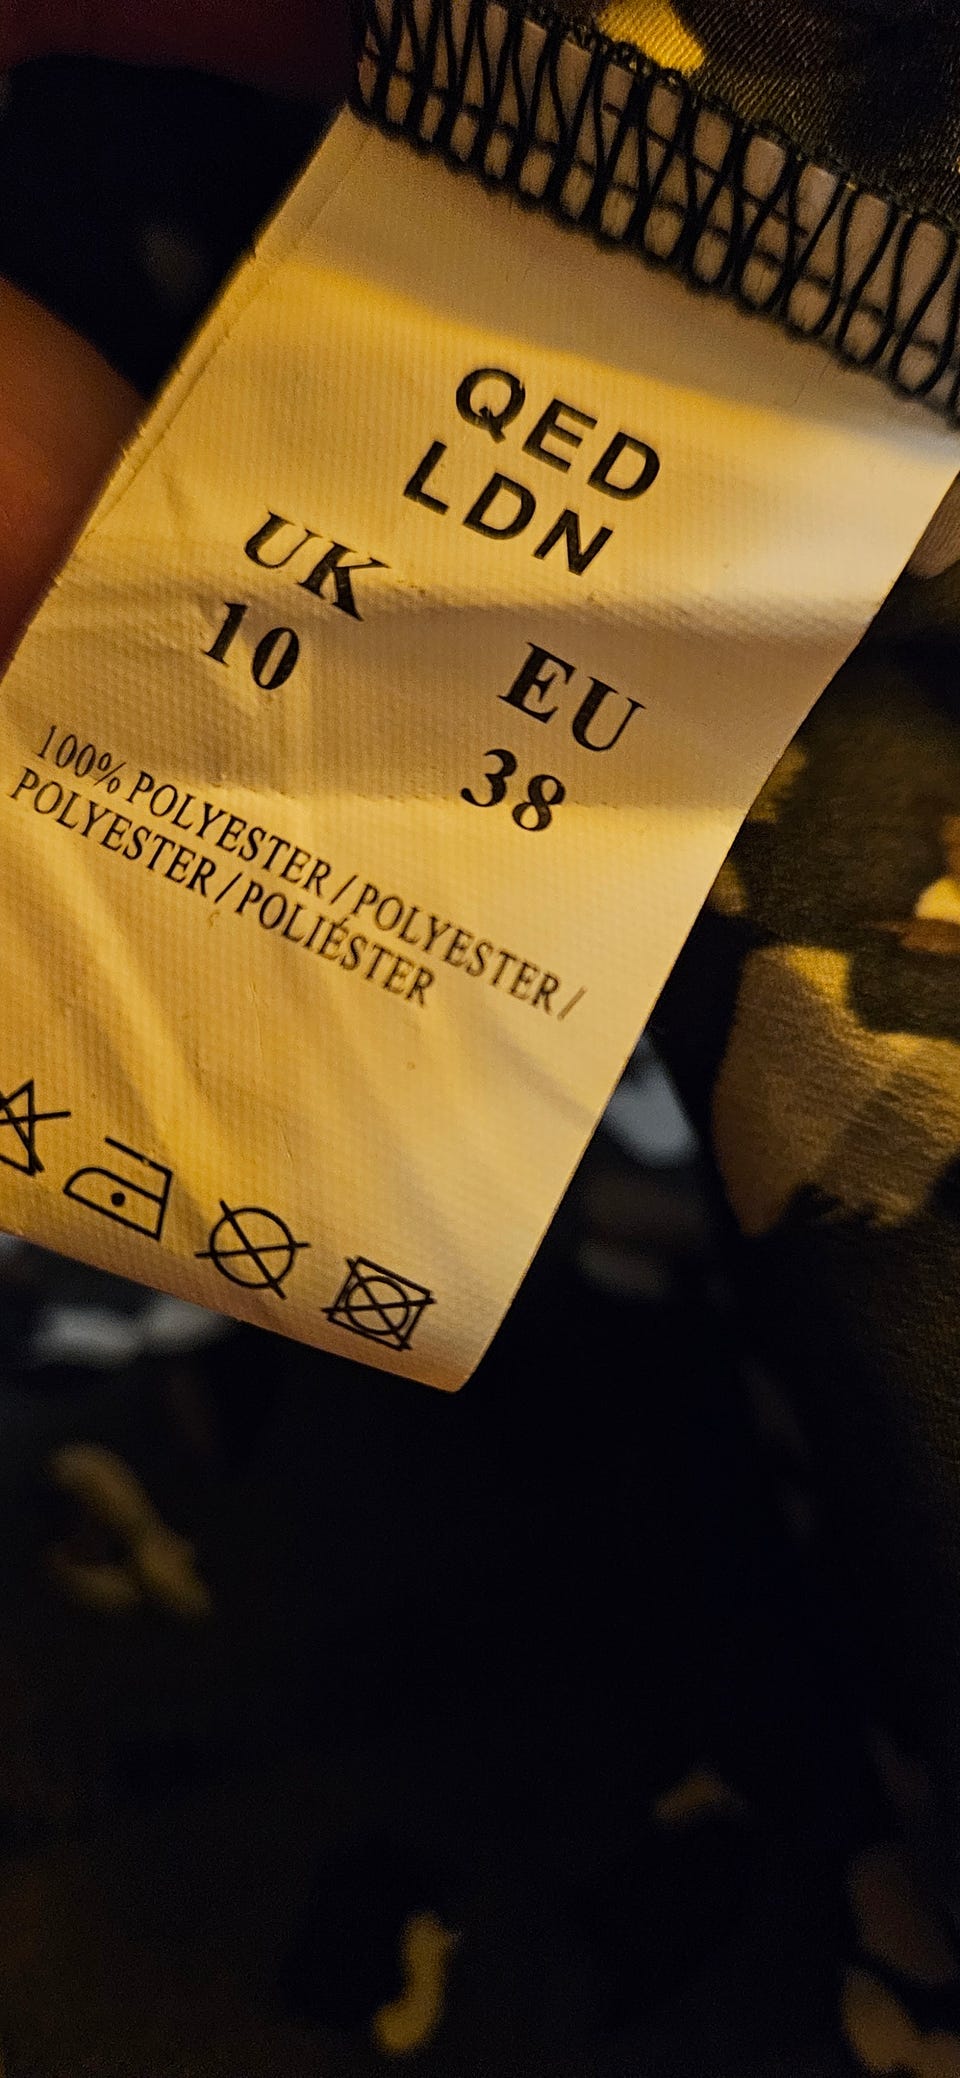 QED
LDN
UK EU
10 38
100% POLYESTER / POLYESTER /
POLYESTER / POLIÉSTER